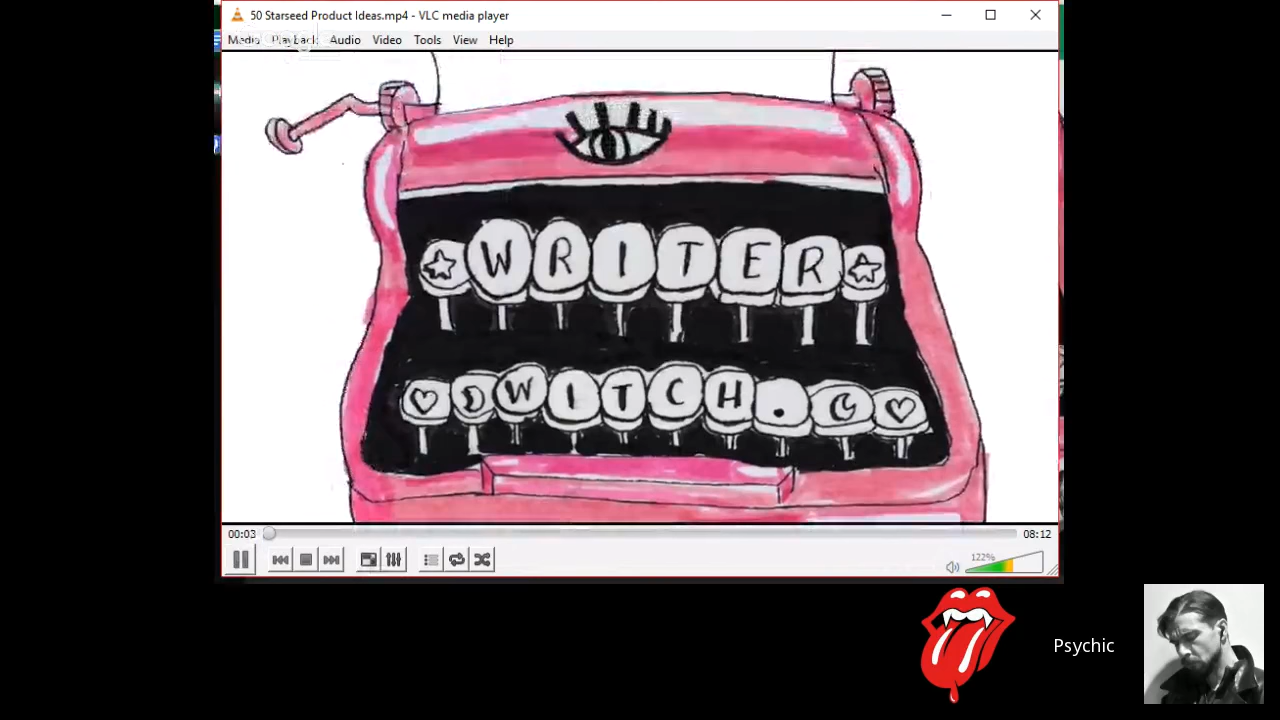 50 Starseed Product Ideas.mp4 - VLC media player
Media Playback Audio Video Tools View Help
WRITER
WITCH.
00:03
08:12
122%
Psychic